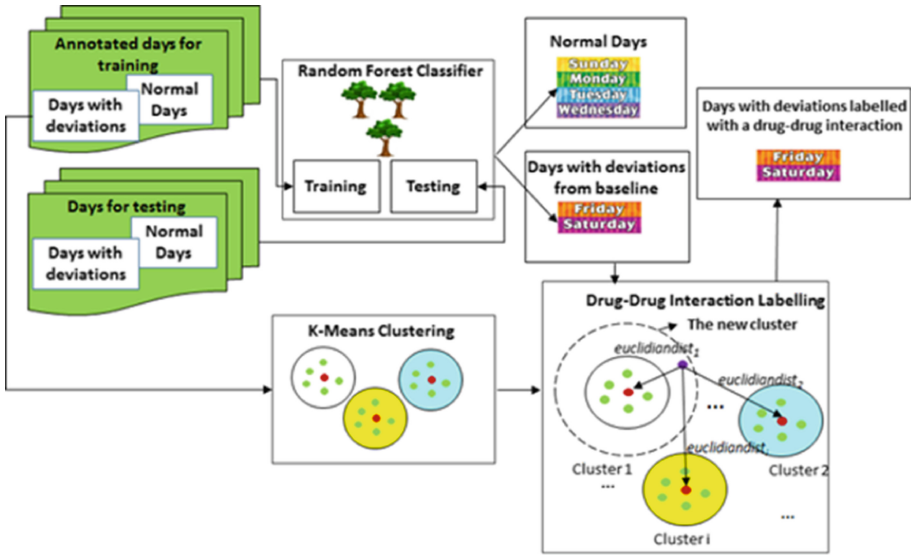 Annotated days for
training
Normal
Days
Days with
deviations
Days for testing
Normal
Days
Days with
deviations
Random Forest Classifier
Training
Testing
Normal Days
Sunday
Monday
Tuesday
Wednesday
Days with deviations
from baseline
Friday
Saturday
Days with deviations labelled
with a drug-drug interaction
Friday
Saturday
K-Means Clustering
Drug-Drug Interaction Labelling
The new cluster
euclidiandist1
euclidiandist2
...
euclidiandisti
Cluster 1
...
Cluster 2
...
Cluster i